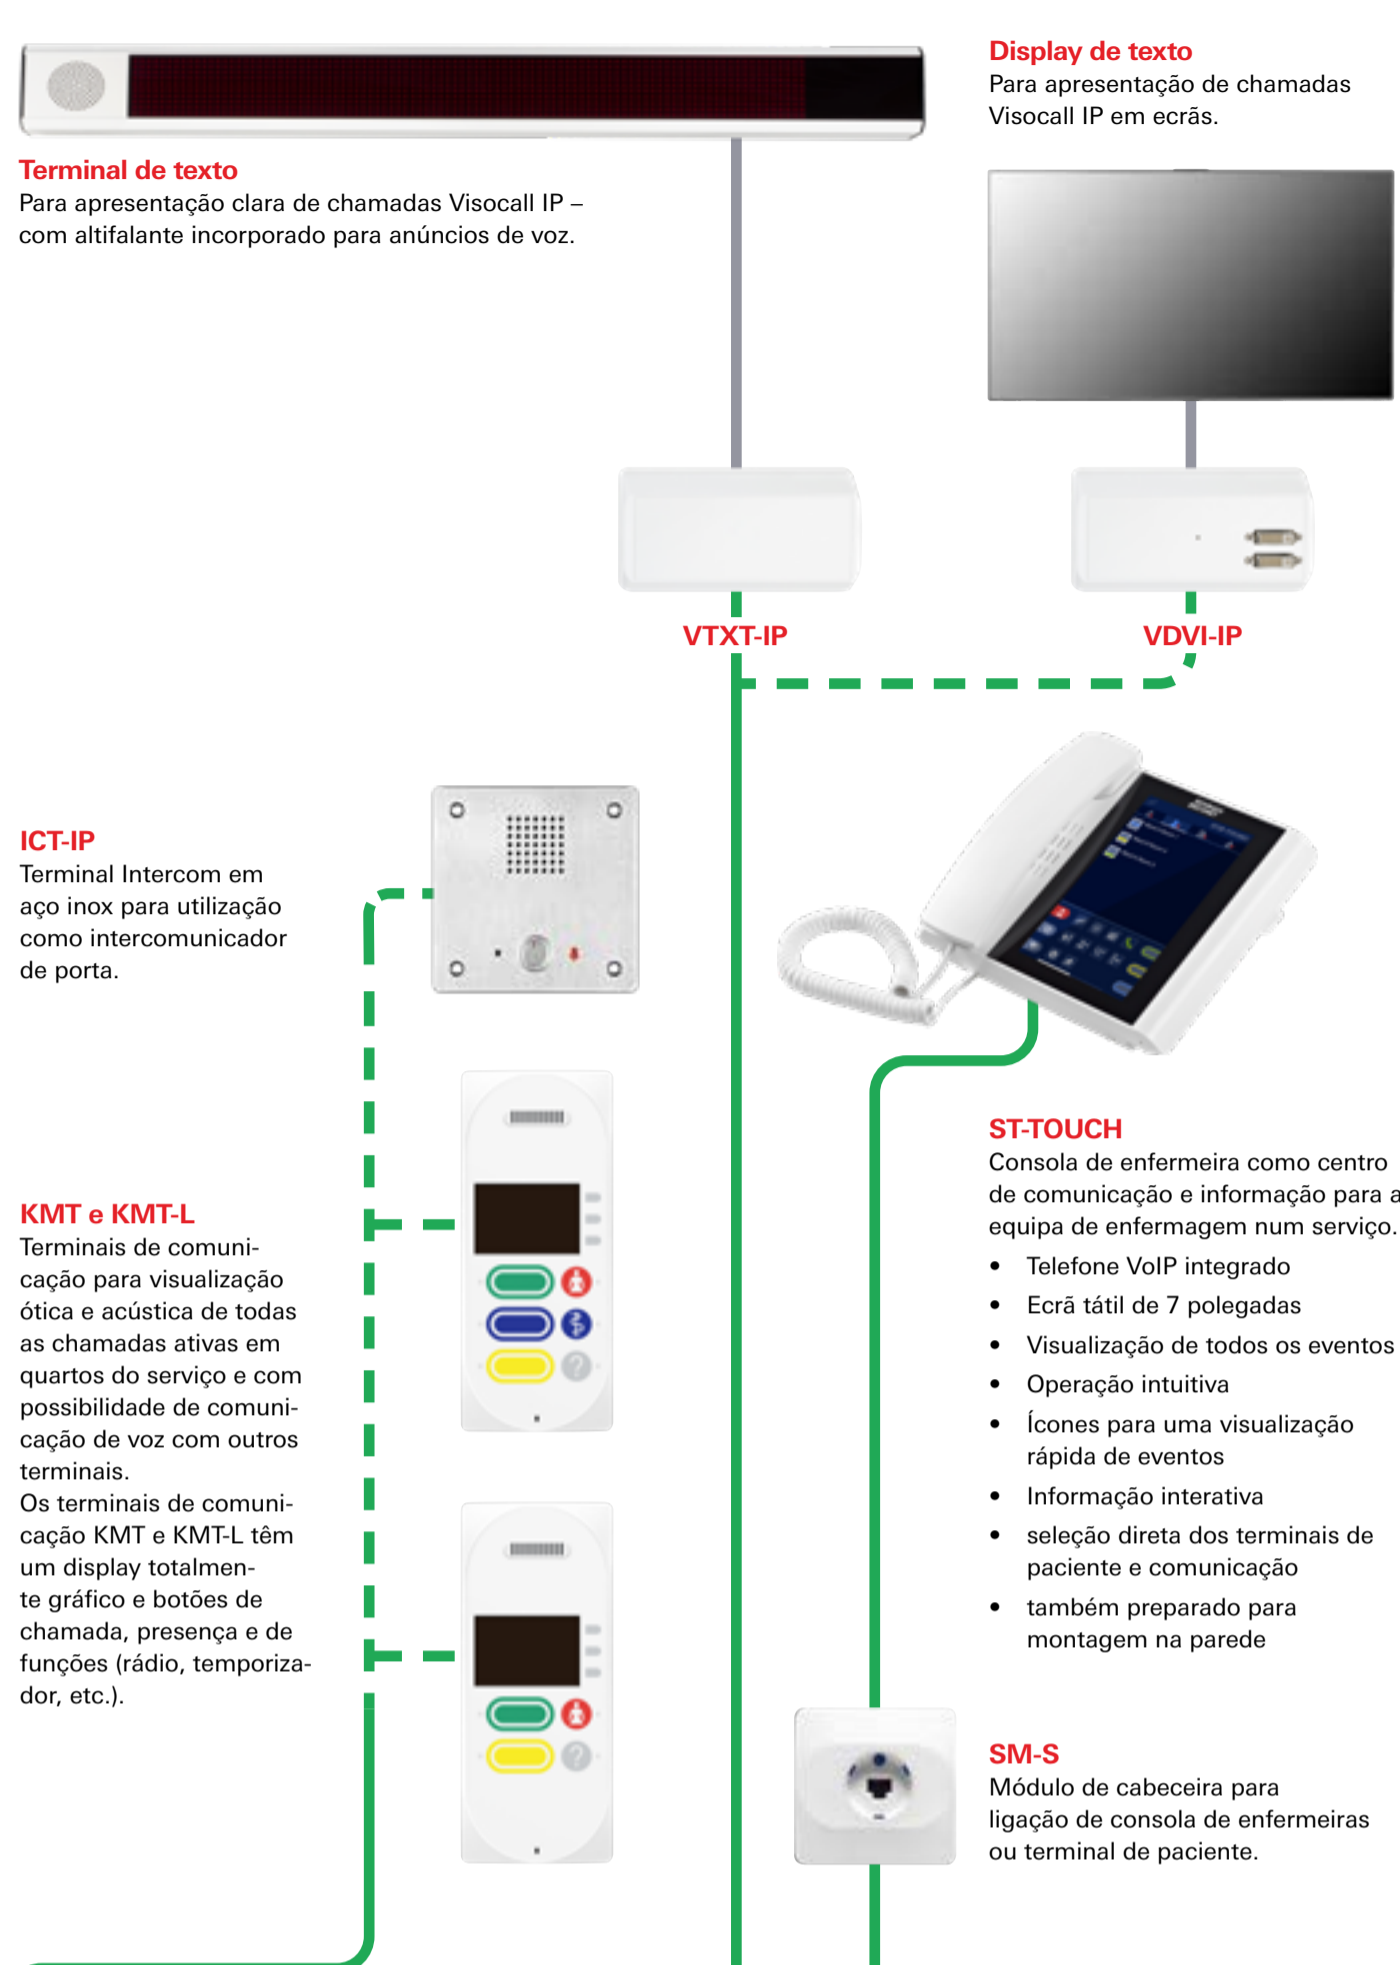 Display de texto
Para apresentação de chamadas
Visocall IP em ecrãs.
Terminal de texto
Para apresentação clara de chamadas Visocall IP –
com altifalante incorporado para anúncios de voz.
VTXT-IP
VDVI-IP
ICT-IP
Terminal Intercom em
aço inox para utilização
como intercomunicador
de porta.
KMT e KMT-L
Terminais de comuni-
cação para visualização
ótica e acústica de todas
as chamadas ativas em
quartos do serviço e com
possibilidade de comuni-
cação de voz com outros
terminais.
Os terminais de comuni-
cação KMT e KMT-L têm
um display totalmen-
te gráfico e botões de
chamada, presença e de
funções (rádio, temporiza-
dor, etc.).
ST-TOUCH
Consola de enfermeira como centro
de comunicação e informação para a
equipa de enfermagem num serviço.
• Telefone VoIP integrado
• Ecrã tátil de 7 polegadas
• Visualização de todos os eventos
• Operação intuitiva
• Ícones para uma visualização
rápida de eventos
• Informação interativa
• seleção direta dos terminais de
paciente e comunicação
• também preparado para
montagem na parede
SM-S
Módulo de cabeceira para
ligação de consola de enfermeiras
ou terminal de paciente.